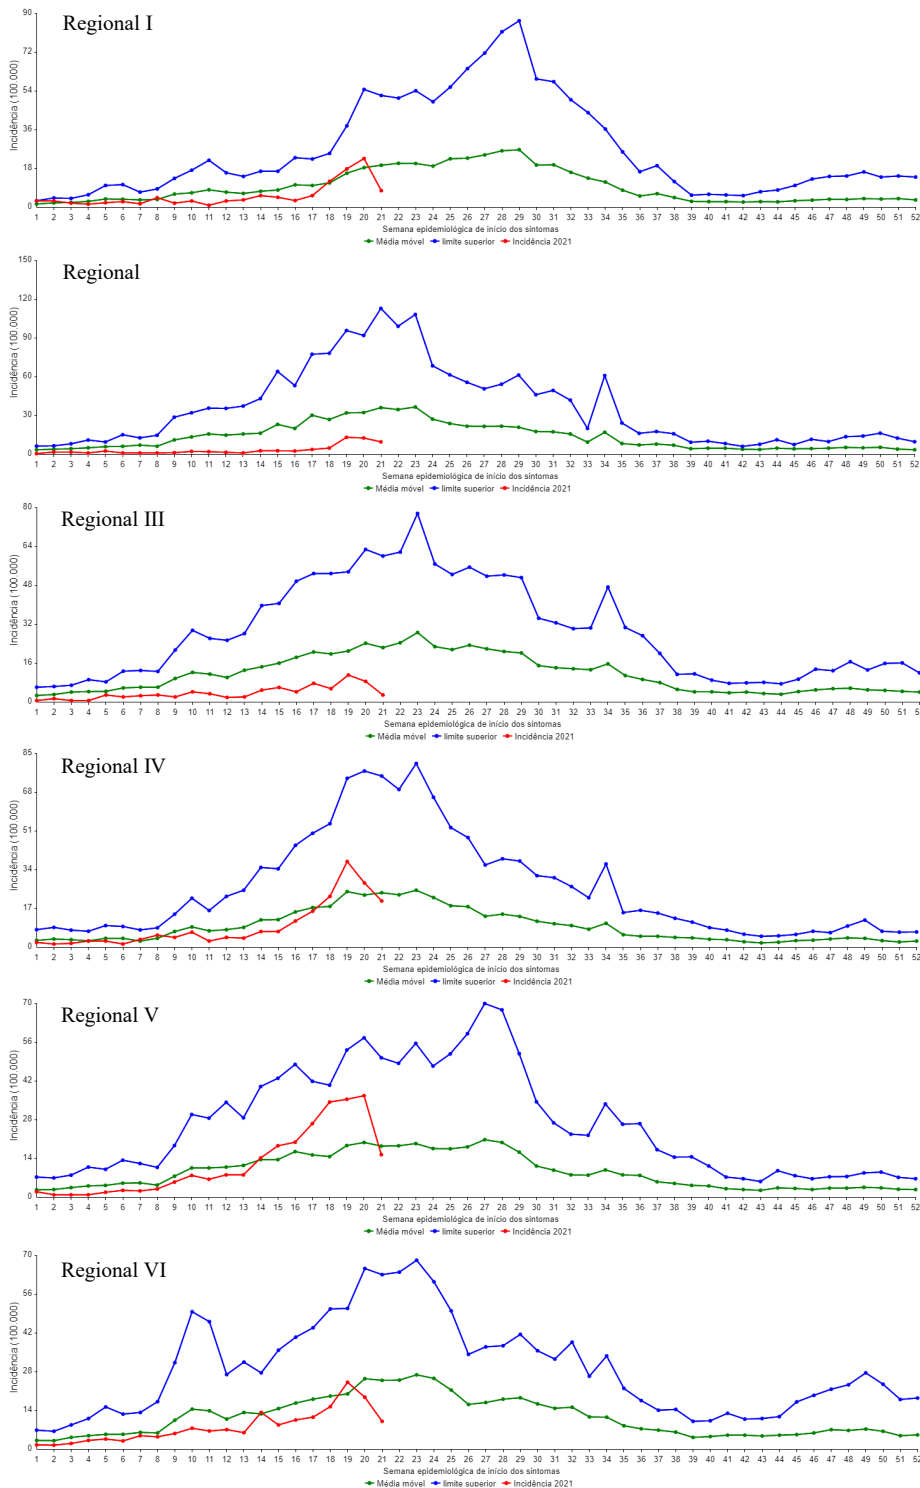 Regional I
Incidência (100.000)
90
72
54
36
18
0
1 2 3 4 5 6 7 8 9 10 11 12 13 14 15 16 17 18 19 20 21 22 23 24 25 26 27 28 29 30 31 32 33 34 35 36 37 38 39 40 41 42 43 44 45 46 47 48 49 50 51 52
Semana epidemiológica de início dos sintomas
Média móvel limite superior Incidência 2021
Regional
Incidência (100.000)
150
120
90
60
30
0
1 2 3 4 5 6 7 8 9 10 11 12 13 14 15 16 17 18 19 20 21 22 23 24 25 26 27 28 29 30 31 32 33 34 35 36 37 38 39 40 41 42 43 44 45 46 47 48 49 50 51 52
Semana epidemiológica de início dos sintomas
Média móvel limite superior Incidência 2021
Regional III
Incidência (100.000)
80
64
48
32
16
0
1 2 3 4 5 6 7 8 9 10 11 12 13 14 15 16 17 18 19 20 21 22 23 24 25 26 27 28 29 30 31 32 33 34 35 36 37 38 39 40 41 42 43 44 45 46 47 48 49 50 51 5
Semana epidemiológica de início dos sintomas
Média móvel limite superior Incidência 2021
Regional IV
Incidência (100.000)
85
68
51
34
17
0
1 2 3 4 5 6 7 8 9 10 11 12 13 14 15 16 17 18 19 20 21 22 23 24 25 26 27 28 29 30 31 32 33 34 35 36 37 38 39 40 41 42 43 44 45 46 47 48 49 50 51 52
Semana epidemiológica de início dos sintomas
Média móvel limite superior Incidência 2021
Regional V
Incidência (100.000)
70
56
42
28
14
0
1 2 3 4 5 6 7 8 9 10 11 12 13 14 15 16 17 18 19 20 21 22 23 24 25 26 27 28 29 30 31 32 33 34 35 36 37 38 39 40 41 42 43 44 45 46 47 48 49 50 51 52
Semana epidemiológica de início dos sintomas
Média móvel limite superior Incidência 2021
Regional VI
Incidência (100.000)
70
56
42
28
14
0
1 2 3 4 5 6 7 8 9 10 11 12 13 14 15 16 17 18 19 20 21 22 23 24 25 26 27 28 29 30 31 32 33 34 35 36 37 38 39 40 41 42 43 44 45 46 47 48 49 50 51 52
Semana epidemiológica de início dos sintomas
Média móvel limite superior Incidência 2021